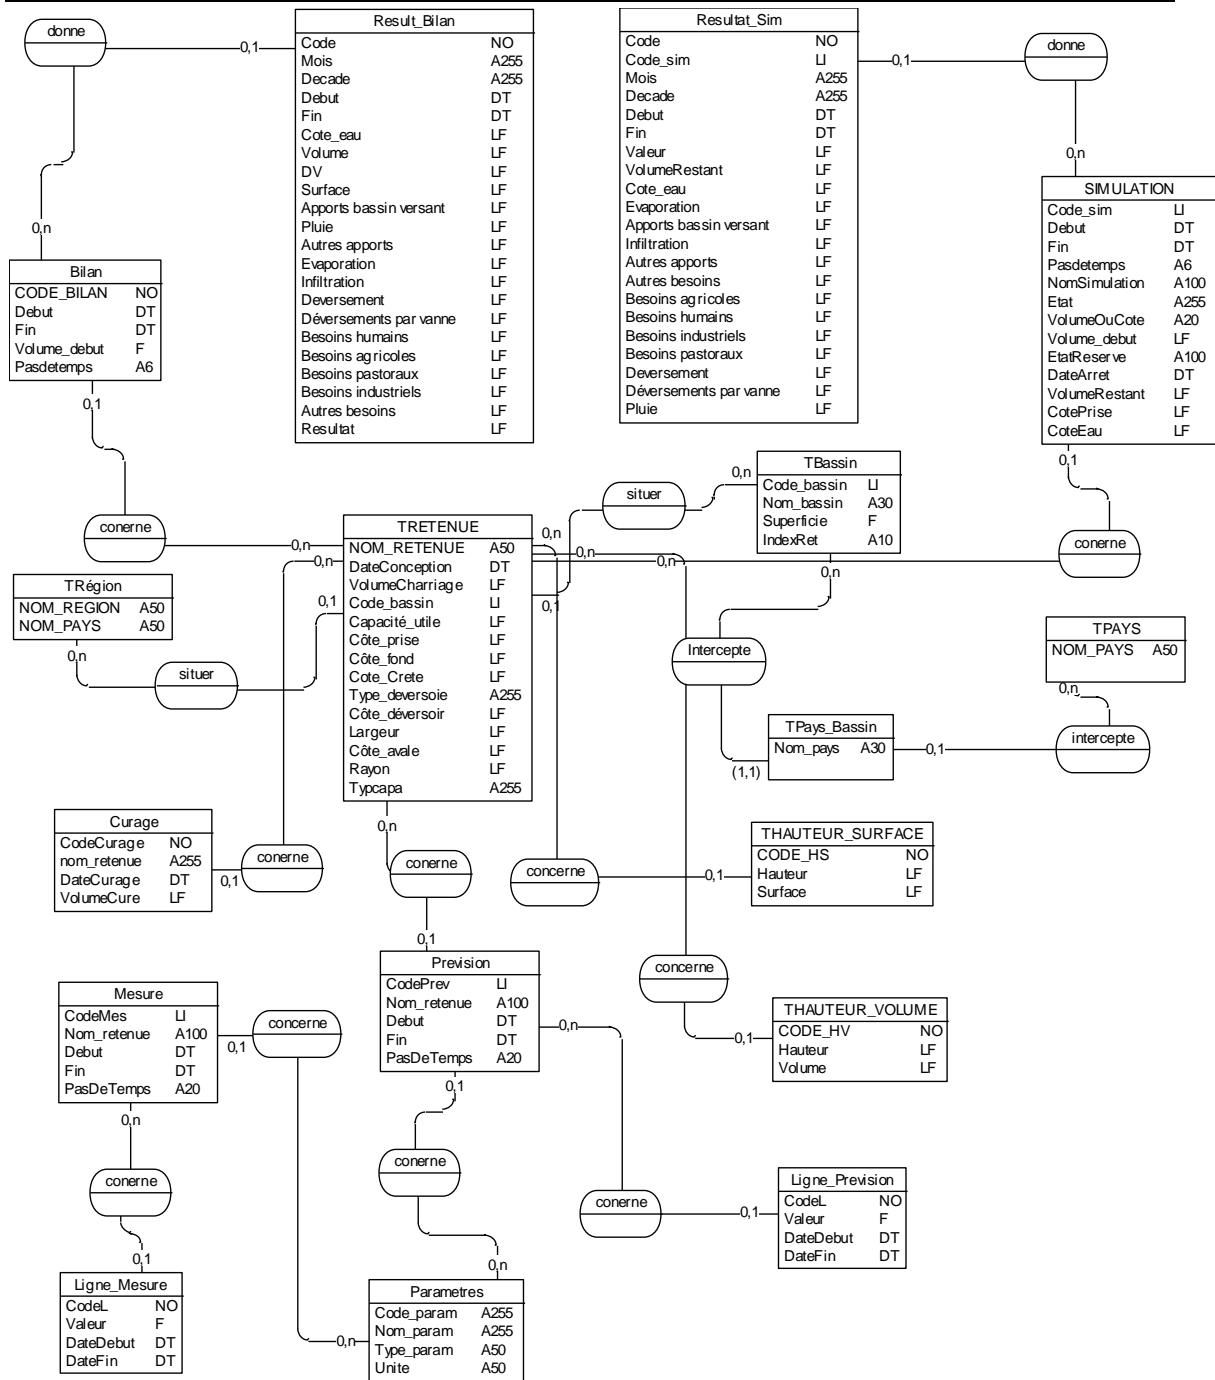 donne
0,1
0,n
Result_Bilan
Code NO
Mois A255
Decade A255
Debut DT
Fin DT
Cote_eau LF
Volume LF
DV LF
Surface LF
Apports bassin versant LF
Pluie LF
Autres apports LF
Evaporation LF
Infiltration LF
Deversement LF
Déversements par vanne LF
Besoins humains LF
Besoins agricoles LF
Besoins pastoraux LF
Besoins industriels LF
Autres besoins LF
Resultat LF
Resultat_Sim
Code NO
Code_sim LI
Mois A255
Decade A255
Debut DT
Fin DT
Valeur LF
VolumeRestant LF
Cote_eau LF
Evaporation LF
Apports bassin versant LF
Infiltration LF
Autres apports LF
Autres besoins LF
Besoins agricoles LF
Besoins humains LF
Besoins industriels LF
Besoins pastoraux LF
Deversement LF
Déversements par vanne LF
Pluie LF
0,1
donne
0,n
SIMULATION
Code_sim LI
Debut DT
Fin DT
Pasdetemps A6
NomSimulation A100
Etat A255
VolumeOuCote A20
Volume_debut LF
EtatReserve A100
DateArret DT
VolumeRestant LF
CotePrise LF
CoteEau LF
0,1
conerne
0,n
Bilan
CODE_BILAN NO
Debut DT
Fin DT
Volume_debut F
Pasdetemps A6
0,1
conerne
0,n
TBassin
Code_bassin LI
Nom_bassin A30
Superficie F
IndexRet A10
0,n
situer
0,1
0,n
TRETENUE
NOM_RETENUE A50
DateConception DT
VolumeCharriage LF
Code_bassin LI
Capacité_utile LF
Côte_prise LF
Côte_fond LF
Cote_Crete LF
Type_deversoie A255
Côte_déversoir LF
Largeur LF
Côte_avale LF
Rayon LF
Typcapa A255
0,n
0,n
0,n
0,1
0,n
TRégion
NOM_REGION A50
NOM_PAYS A50
0,n
situer
Intercepte
(1,1)
TPAYS
NOM_PAYS A50
0,n
intercepte
0,1
TPays_Bassin
Nom_pays A30
Curage
CodeCurage NO
nom_retenue A255
DateCurage DT
VolumeCure LF
0,1
conerne
conerne
0,1
concerne
0,1
THAUTEUR_SURFACE
CODE_HS NO
Hauteur LF
Surface LF
concerne
0,1
THAUTEUR_VOLUME
CODE_HV NO
Hauteur LF
Volume LF
Prevision
CodePrev LI
Nom_retenue A100
Debut DT
Fin DT
PasDeTemps A20
0,n
0,1
conerne
0,n
conerne
0,1
Ligne_Prevision
CodeL NO
Valeur F
DateDebut DT
DateFin DT
Mesure
CodeMes LI
Nom_retenue A100
Debut DT
Fin DT
PasDeTemps A20
0,1
concerne
0,n
conerne
0,1
Ligne_Mesure
CodeL NO
Valeur F
DateDebut DT
DateFin DT
0,n
Parametres
Code_param A255
Nom_param A255
Type_param A50
Unite A50